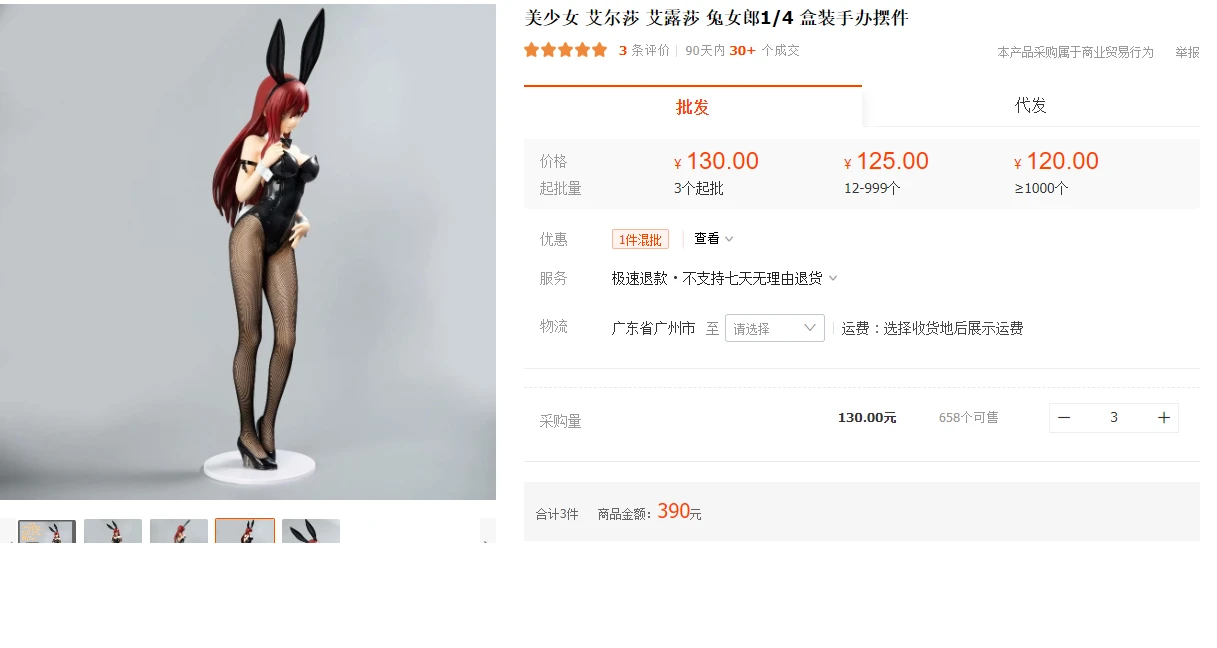 美少女 艾尔莎 艾露莎 兔女郎1/4 盒装手办摆件
3 条评价 90天内 30+ 个成交 本产品采购属于商业贸易行为 举报
批发 代发
价格 ¥ 130.00 ¥ 125.00 ¥ 120.00
起批量 3个起批 12-999个 ≥1000个
优惠 1件混批 查看
服务 极速退款·不支持七天无理由退货
物流 广东省广州市 至 请选择 运费：选择收货地后展示运费
采购量 130.00元 658个可售 3
合计3件 商品金额：390元